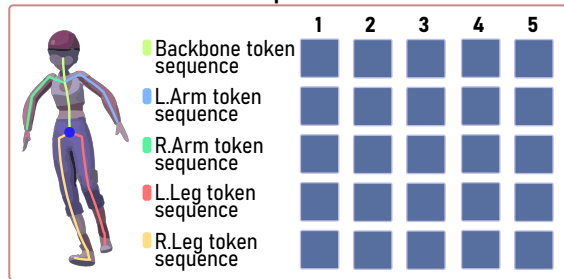 1 2 3 4 5
Backbone token
sequence
L.Arm token
sequence
R.Arm token
sequence
L.Leg token
sequence
R.Leg token
sequence